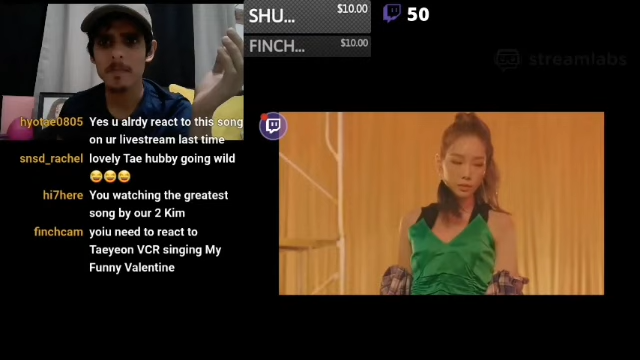 SHU... $10.00
FINCH... $10.00
50
streamlabs
hyotae0805 Yes u alrdy react to this song
on ur livestream last time
snsd_rachel lovely Tae hubby going wild
😂😂😂
hi7here You watching the greatest
song by our 2 Kim
finchcam yoiu need to react to
Taeyeon VCR singing My
Funny Valentine